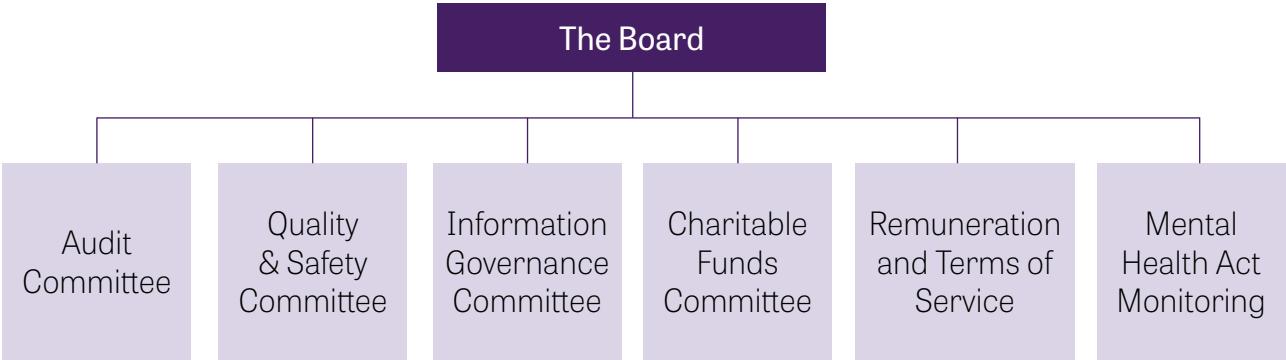 The Board
Audit
Committee
Quality
& Safety
Committee
Information
Governance
Committee
Charitable
Funds
Committee
Remuneration
and Terms of
Service
Mental
Health Act
Monitoring